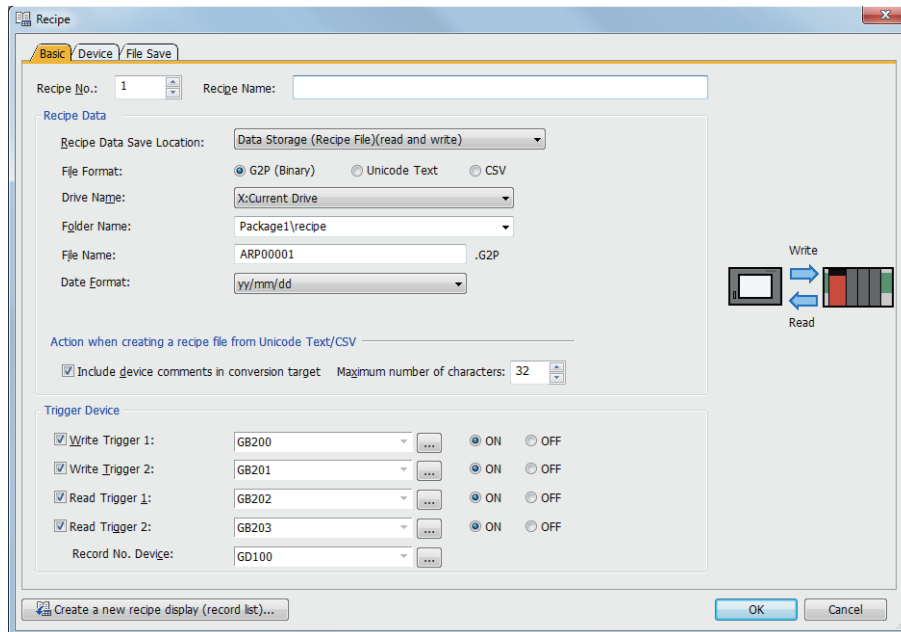 Recipe
Basic Device File Save
Recipe No.: 1 Recipe Name:
Recipe Data
Recipe Data Save Location: Data Storage (Recipe File)(read and write)
File Format: G2P (Binary) Unicode Text CSV
Drive Name: X:Current Drive
Folder Name: Package1\recipe
File Name: ARP00001 .G2P
Date Format: yy/mm/dd
Write
Read
Action when creating a recipe file from Unicode Text/CSV
Include device comments in conversion target Maximum number of characters: 32
Trigger Device
Write Trigger 1: GB200 ... ON OFF
Write Trigger 2: GB201 ... ON OFF
Read Trigger 1: GB202 ... ON OFF
Read Trigger 2: GB203 ... ON OFF
Record No. Device: GD100 ...
Create a new recipe display (record list)... OK Cancel